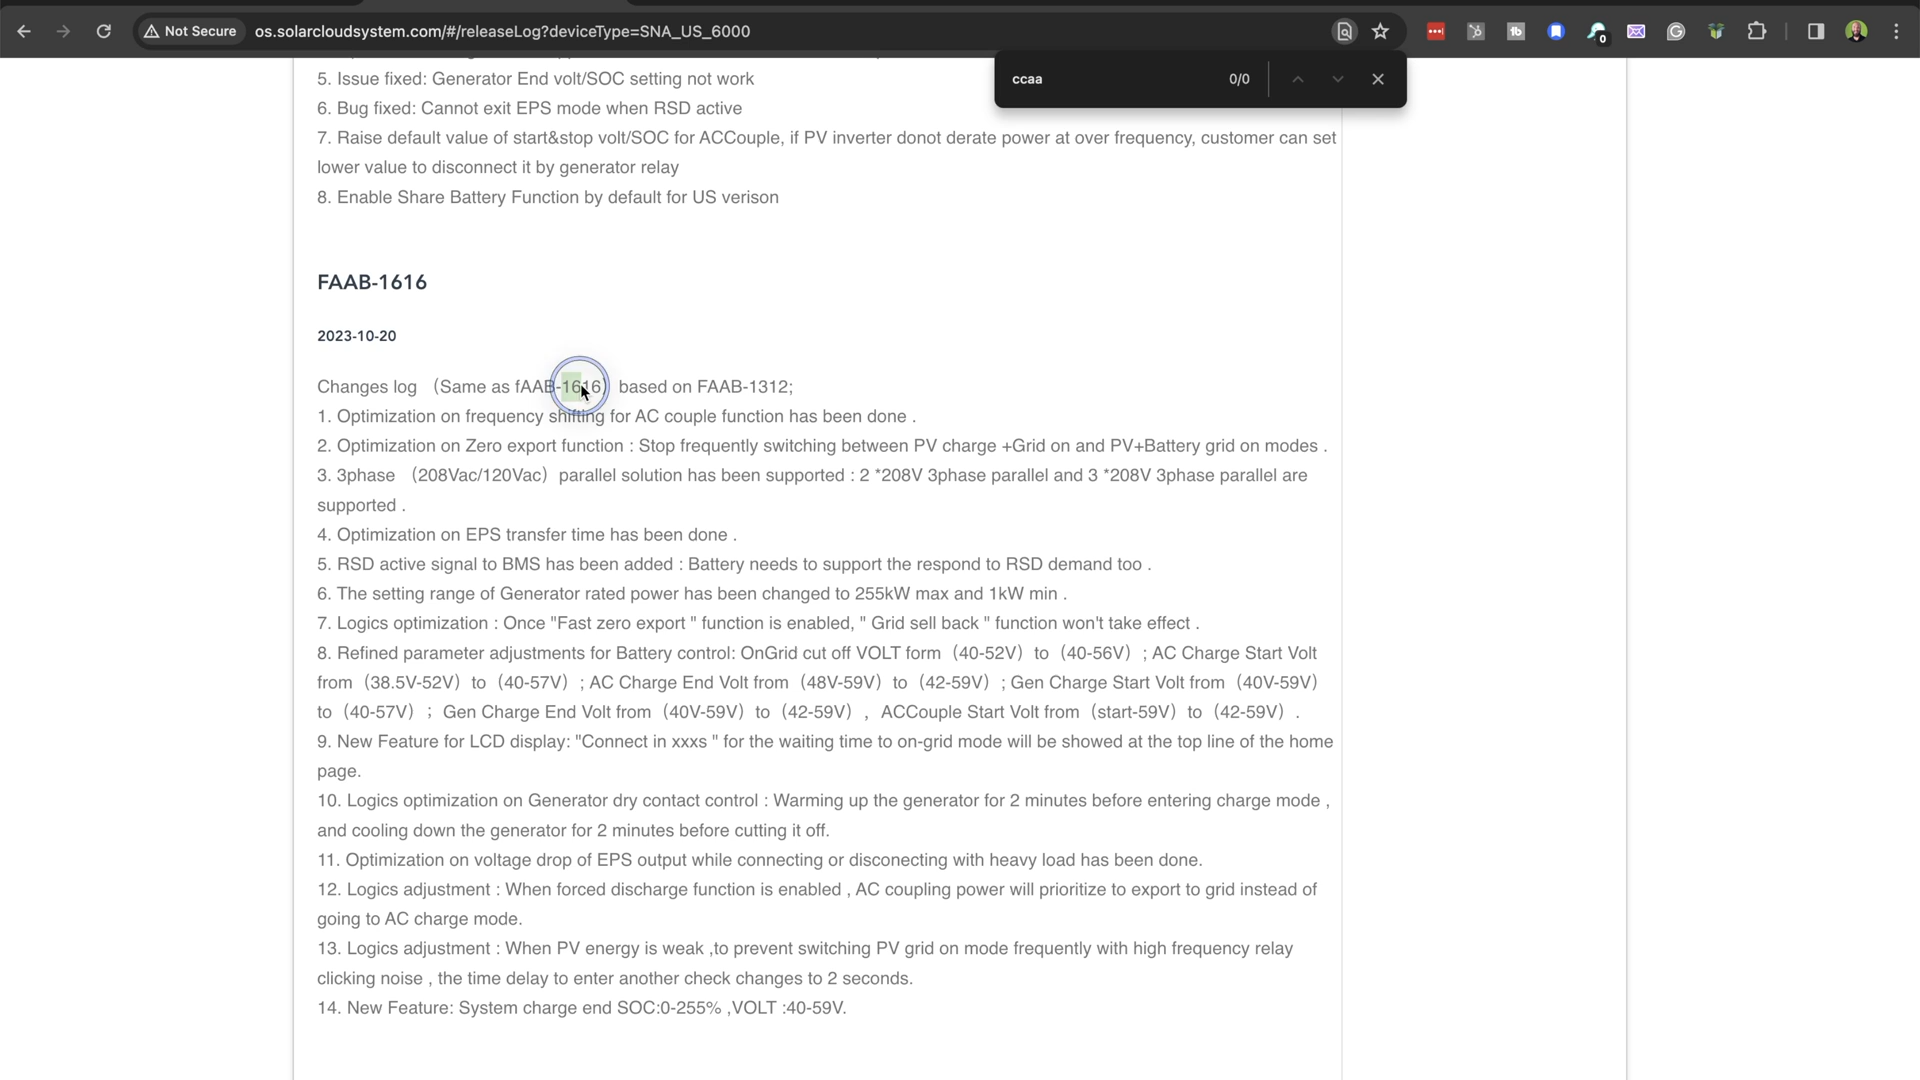 Not Secure
os.solarcloudsystem.com/#/releaseLog?deviceType=SNA_US_6000
0
ccaa
0/0
5. Issue fixed: Generator End volt/SOC setting not work
6. Bug fixed: Cannot exit EPS mode when RSD active
7. Raise default value of start&stop volt/SOC for ACCouple, if PV inverter donot derate power at over frequency, customer can set
lower value to disconnect it by generator relay
8. Enable Share Battery Function by default for US verison
FAAB-1616
2023-10-20
Changes log （Same as fAAB-1616）based on FAAB-1312;
1. Optimization on frequency shifting for AC couple function has been done .
2. Optimization on Zero export function : Stop frequently switching between PV charge +Grid on and PV+Battery grid on modes .
3. 3phase （208Vac/120Vac）parallel solution has been supported : 2 *208V 3phase parallel and 3 *208V 3phase parallel are
supported .
4. Optimization on EPS transfer time has been done .
5. RSD active signal to BMS has been added : Battery needs to support the respond to RSD demand too .
6. The setting range of Generator rated power has been changed to 255kW max and 1kW min .
7. Logics optimization : Once "Fast zero export " function is enabled, " Grid sell back " function won't take effect .
8. Refined parameter adjustments for Battery control: OnGrid cut off VOLT form（40-52V）to（40-56V）; AC Charge Start Volt
from（38.5V-52V）to（40-57V）; AC Charge End Volt from（48V-59V）to（42-59V）; Gen Charge Start Volt from（40V-59V）
to（40-57V）； Gen Charge End Volt from（40V-59V）to（42-59V）， ACCouple Start Volt from（start-59V）to（42-59V）.
9. New Feature for LCD display: "Connect in xxxs " for the waiting time to on-grid mode will be showed at the top line of the home
page.
10. Logics optimization on Generator dry contact control : Warming up the generator for 2 minutes before entering charge mode ,
and cooling down the generator for 2 minutes before cutting it off.
11. Optimization on voltage drop of EPS output while connecting or disconecting with heavy load has been done.
12. Logics adjustment : When forced discharge function is enabled , AC coupling power will prioritize to export to grid instead of
going to AC charge mode.
13. Logics adjustment : When PV energy is weak ,to prevent switching PV grid on mode frequently with high frequency relay
clicking noise , the time delay to enter another check changes to 2 seconds.
14. New Feature: System charge end SOC:0-255% ,VOLT :40-59V.